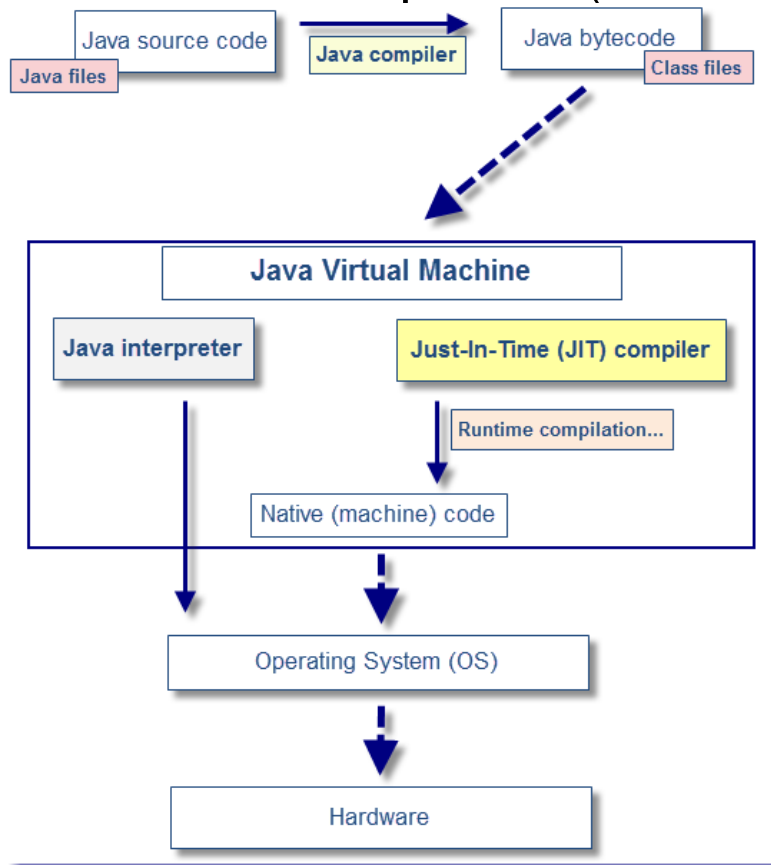 Java source code
Java files
Java compiler
Java bytecode
Class files
Java Virtual Machine
Java interpreter
Just-In-Time (JIT) compiler
Runtime compilation...
Native (machine) code
Operating System (OS)
Hardware